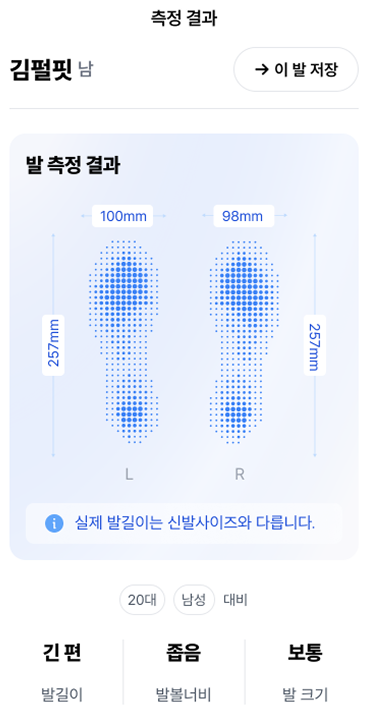 측정 결과
김펄핏 남
→ 이 발 저장
발 측정 결과
100mm 98mm
257mm 257mm
L R
실제 발길이는 신발사이즈와 다릅니다.
20대 남성 대비
긴 편 좁음 보통
발길이 발볼너비 발 크기